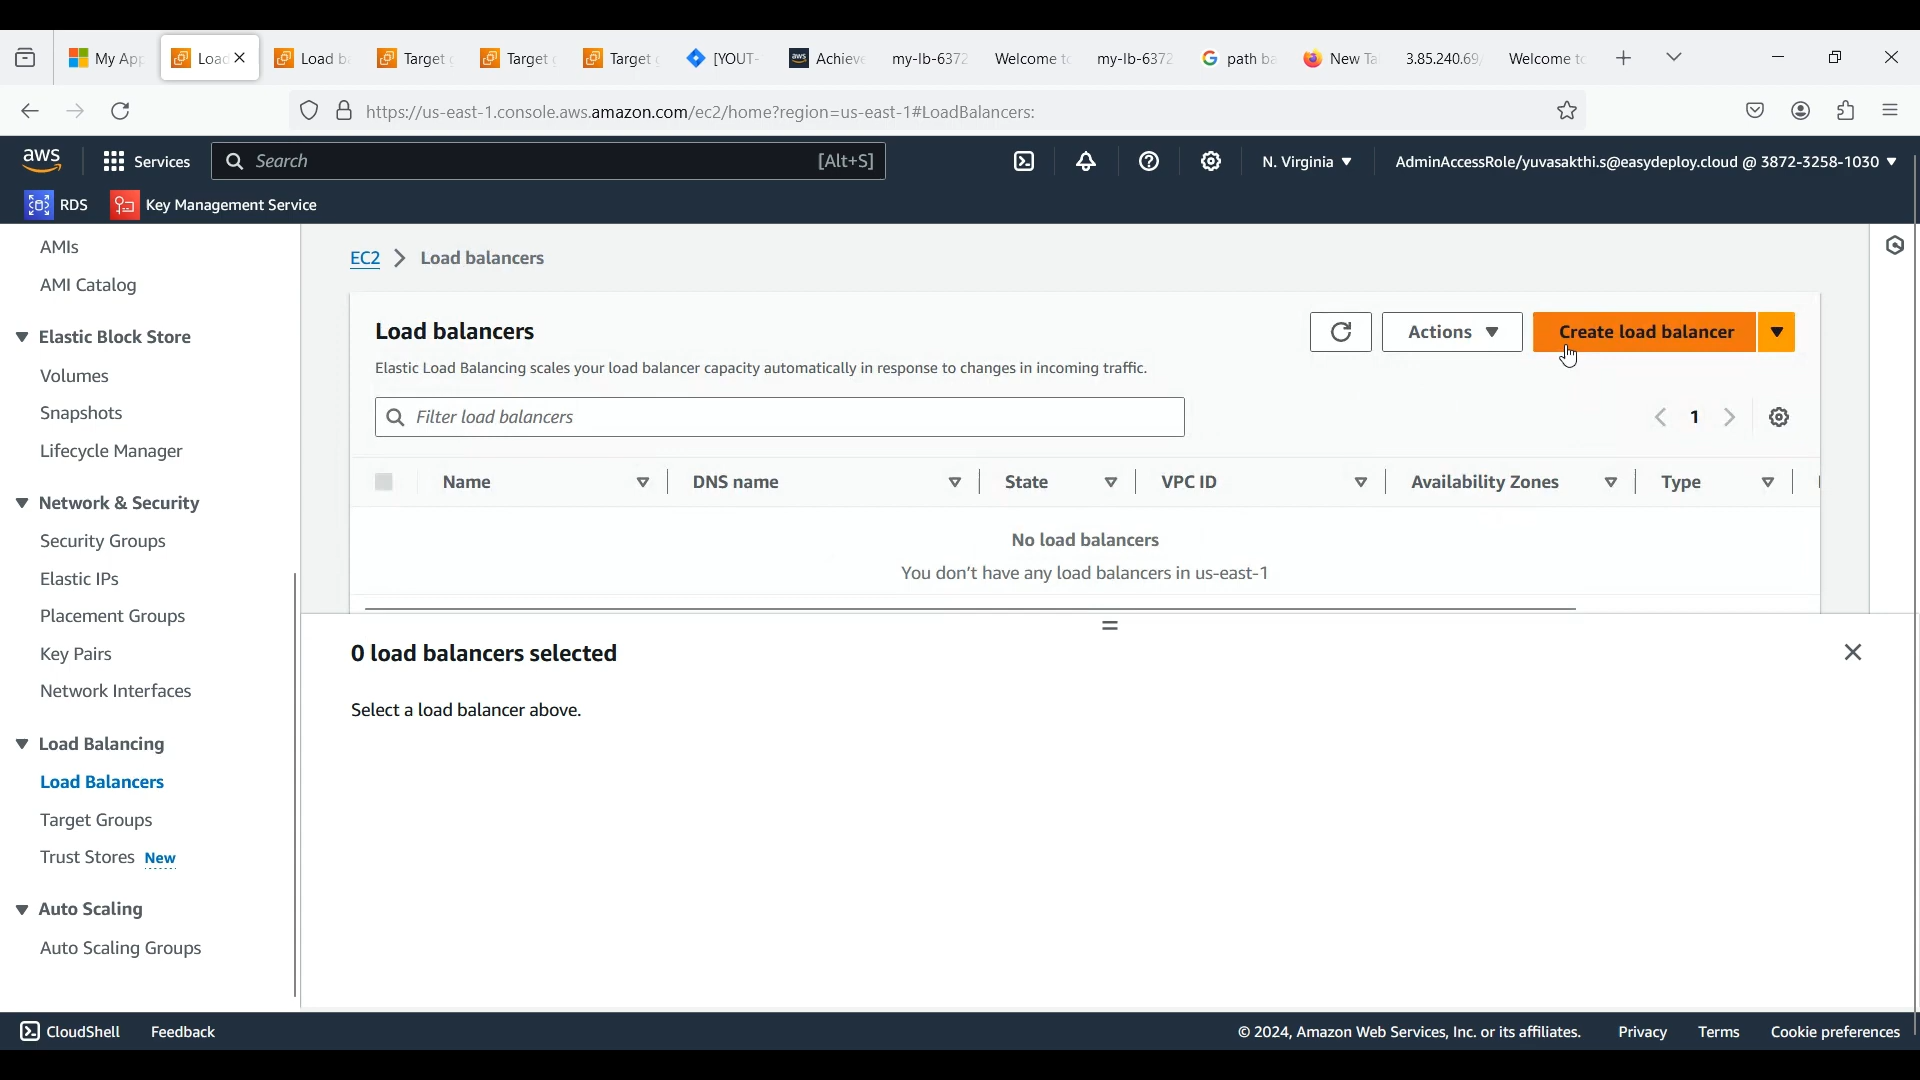 My App
Load
Load b
Target
Target
Target
[YOUT-
Achieve
my-lb-6372
Welcome to
my-lb-6372
path ba
New Ta
3.85.240.69
Welcome to
https://us-east-1.console.aws.amazon.com/ec2/home?region=us-east-1#LoadBalancers:
aws
Services
Search
[Alt+S]
N. Virginia
AdminAccessRole/yuvasakthi.s@easydeploy.cloud @ 3872-3258-1030
RDS
Key Management Service
AMIs
AMI Catalog
Elastic Block Store
Volumes
Snapshots
Lifecycle Manager
Network & Security
Security Groups
Elastic IPs
Placement Groups
Key Pairs
Network Interfaces
Load Balancing
Load Balancers
Target Groups
Trust Stores New
Auto Scaling
Auto Scaling Groups
EC2 > Load balancers
Load balancers
Actions
Create load balancer
Elastic Load Balancing scales your load balancer capacity automatically in response to changes in incoming traffic.
Filter load balancers
1
Name
DNS name
State
VPC ID
Availability Zones
Type
No load balancers
You don't have any load balancers in us-east-1
0 load balancers selected
Select a load balancer above.
CloudShell
Feedback
© 2024, Amazon Web Services, Inc. or its affiliates.
Privacy
Terms
Cookie preferences